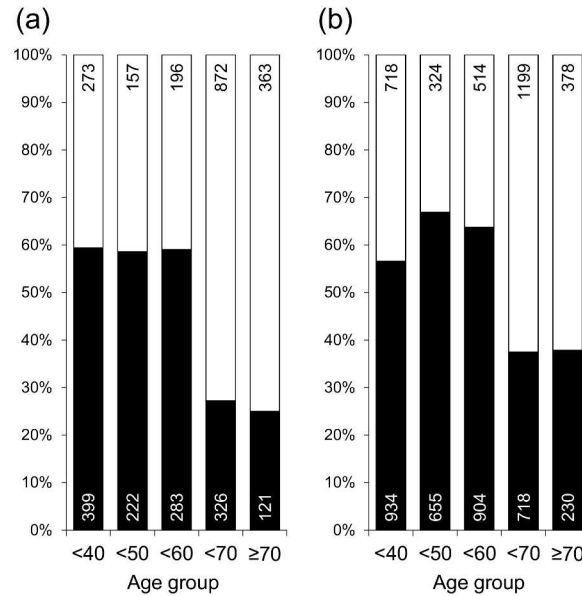 (a) (b)
100% 100%
90% 90%
80% 80%
70% 70%
60% 60%
50% 50%
40% 40%
30% 30%
20% 20%
10% 10%
0% 0%
273 157 196 872 363 718 324 514 1199 378
399 222 283 326 121 934 655 904 718 230
<40 <50 <60 <70 ≥70 <40 <50 <60 <70 ≥70
Age group Age group